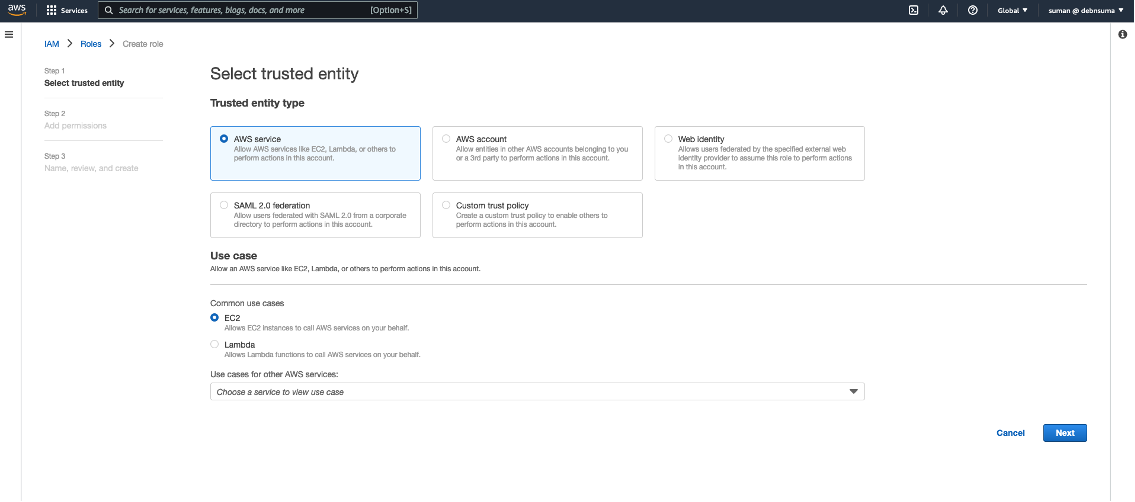 aws
Services
Search for services, features, blogs, docs, and more
[Option+S]
Global
suman @ debnsuma
IAM
Roles
Create role
Step 1
Select trusted entity
Step 2
Add permissions
Step 3
Name, review, and create
Select trusted entity
Trusted entity type
AWS service
Allow AWS services like EC2, Lambda, or others to
perform actions in this account.
AWS account
Allow entities in other AWS accounts belonging to you
or a 3rd party to perform actions in this account.
Web identity
Allows users federated by the specified external web
identity provider to assume this role to perform actions
in this account.
SAML 2.0 federation
Allow users federated with SAML 2.0 from a corporate
directory to perform actions in this account.
Custom trust policy
Create a custom trust policy to enable others to
perform actions in this account.
Use case
Allow an AWS service like EC2, Lambda, or others to perform actions in this account.
Common use cases
EC2
Allows EC2 instances to call AWS services on your behalf.
Lambda
Allows Lambda functions to call AWS services on your behalf.
Use cases for other AWS services:
Choose a service to view use case
Cancel
Next